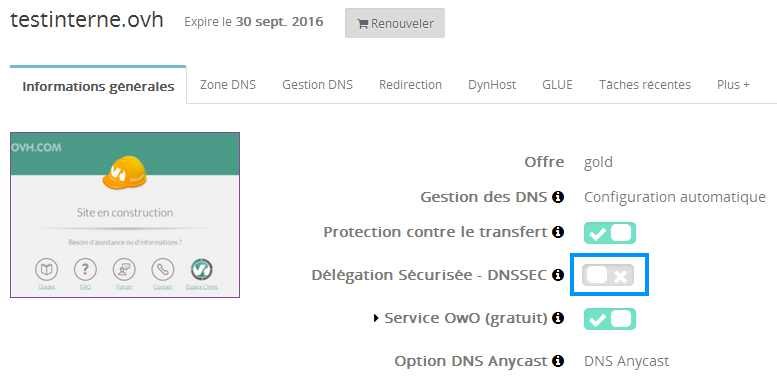 testinterne.ovh Expire le 30 sept. 2016 Renouveler
Informations générales Zone DNS Gestion DNS Redirection DynHost GLUE Tâches récentes Plus +
OVH.COM
Site en construction
Besoin d'assistance ou d'informations ?
Guides FAQ Forum Contact Espace Client
Offre gold
Gestion des DNS Configuration automatique
Protection contre le transfert
Délégation Sécurisée - DNSSEC
Service OwO (gratuit)
Option DNS Anycast DNS Anycast